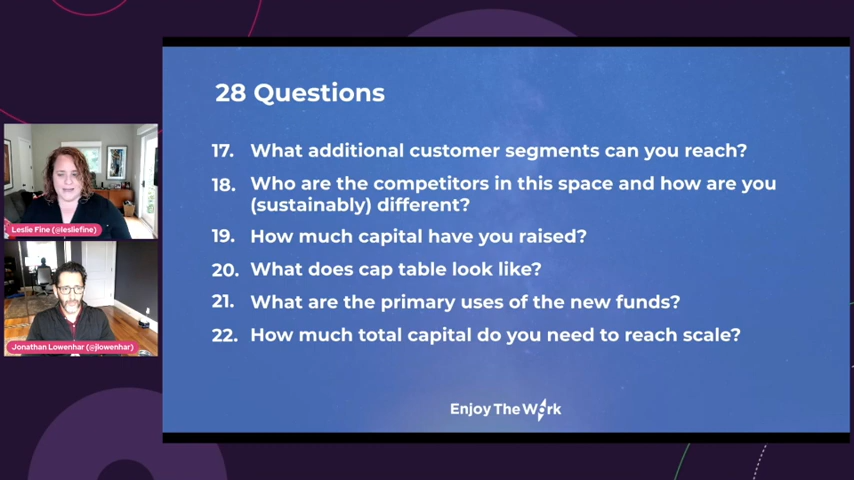 28 Questions
17. What additional customer segments can you reach?
18. Who are the competitors in this space and how are you
(sustainably) different?
19. How much capital have you raised?
20. What does cap table look like?
21. What are the primary uses of the new funds?
22. How much total capital do you need to reach scale?
Enjoy The Work
Leslie Fine (@lesliefine)
Jonathan Lowenhar (@jlowenhar)